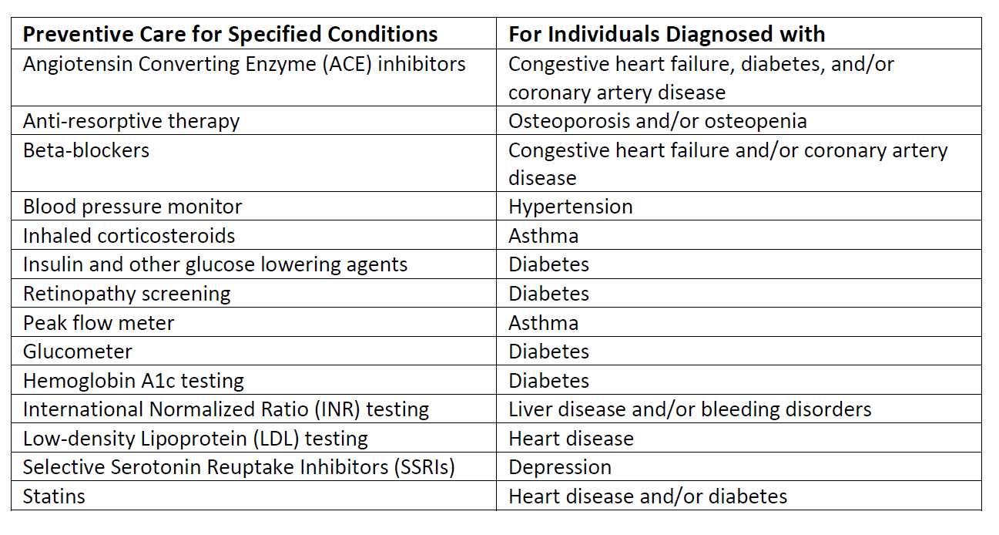 Preventive Care for Specified Conditions For Individuals Diagnosed with
Angiotensin Converting Enzyme (ACE) inhibitors Congestive heart failure, diabetes, and/or
coronary artery disease
Anti-resorptive therapy Osteoporosis and/or osteopenia
Beta-blockers Congestive heart failure and/or coronary artery
disease
Blood pressure monitor Hypertension
Inhaled corticosteroids Asthma
Insulin and other glucose lowering agents Diabetes
Retinopathy screening Diabetes
Peak flow meter Asthma
Glucometer Diabetes
Hemoglobin A1c testing Diabetes
International Normalized Ratio (INR) testing Liver disease and/or bleeding disorders
Low-density Lipoprotein (LDL) testing Heart disease
Selective Serotonin Reuptake Inhibitors (SSRIs) Depression
Statins Heart disease and/or diabetes